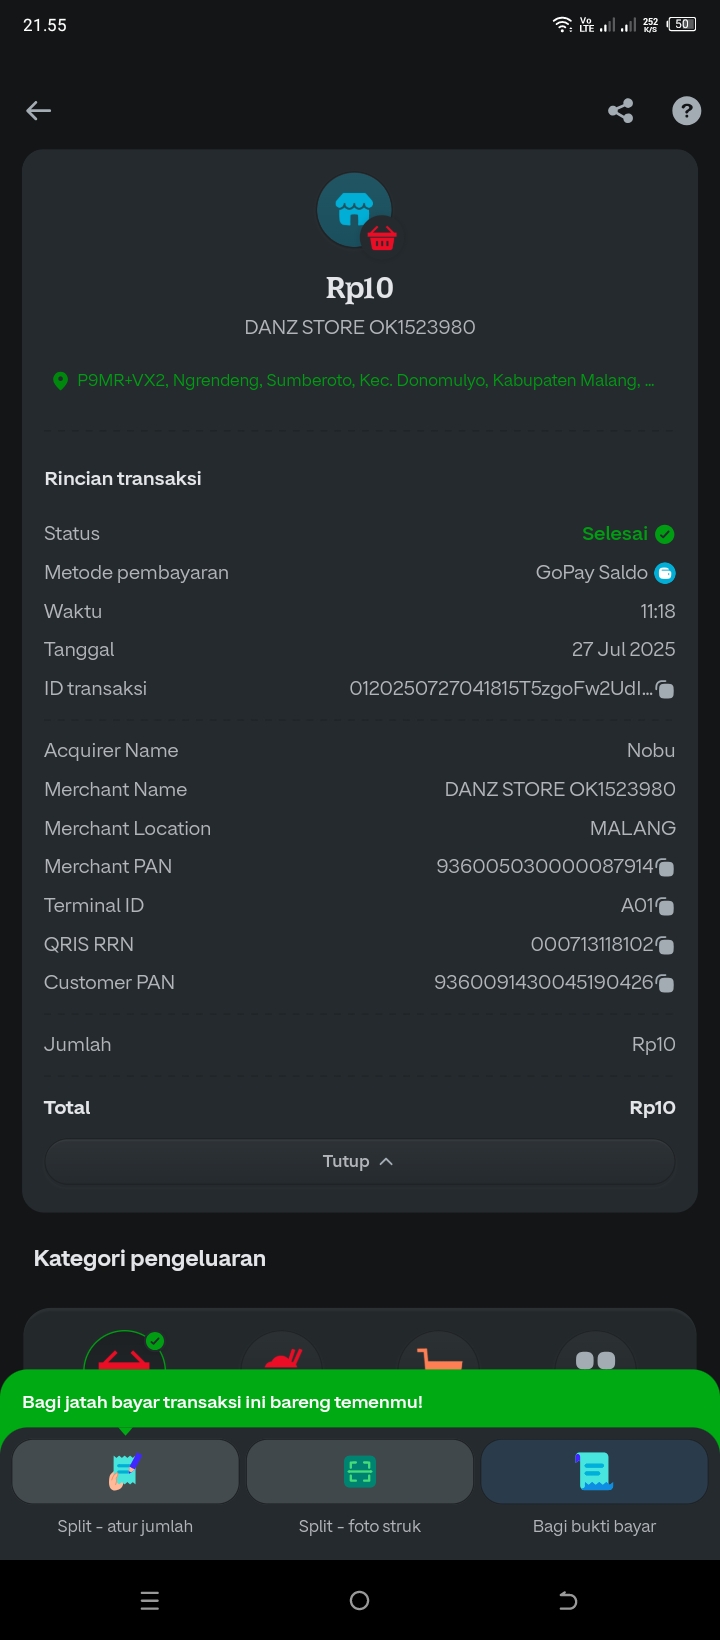 21.55
Vo
LTE
252
K/S
50
?
Rp10
DANZ STORE OK1523980
P9MR+VX2, Ngrendeng, Sumberoto, Kec. Donomulyo, Kabupaten Malang, ...
Rincian transaksi
Status Selesai
Metode pembayaran GoPay Saldo
Waktu 11:18
Tanggal 27 Jul 2025
ID transaksi 0120250727041815T5zgoFw2UdI...
Acquirer Name Nobu
Merchant Name DANZ STORE OK1523980
Merchant Location MALANG
Merchant PAN 936005030000087914
Terminal ID A01
QRIS RRN 000713118102
Customer PAN 9360091430045190426
Jumlah Rp10
Total Rp10
Tutup
Kategori pengeluaran
Bagi jatah bayar transaksi ini bareng temenmu!
Split - atur jumlah
Split - foto struk
Bagi bukti bayar